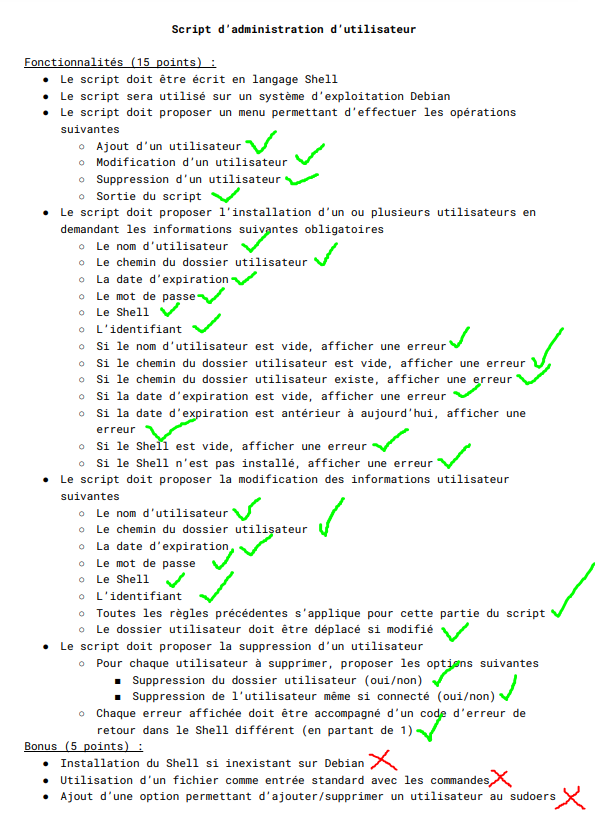 Script d'administration d'utilisateur
Fonctionnalités (15 points) :
● Le script doit être écrit en langage Shell
● Le script sera utilisé sur un système d'exploitation Debian
● Le script doit proposer un menu permettant d'effectuer les opérations
suivantes
○ Ajout d'un utilisateur
○ Modification d'un utilisateur
○ Suppression d'un utilisateur
○ Sortie du script
● Le script doit proposer l'installation d'un ou plusieurs utilisateurs en
demandant les informations suivantes obligatoires
○ Le nom d'utilisateur
○ Le chemin du dossier utilisateur
○ La date d'expiration
○ Le mot de passe
○ Le Shell
○ L'identifiant
○ Si le nom d'utilisateur est vide, afficher une erreur
○ Si le chemin du dossier utilisateur est vide, afficher une erreur
○ Si le chemin du dossier utilisateur existe, afficher une erreur
○ Si la date d'expiration est vide, afficher une erreur
○ Si la date d'expiration est antérieur à aujourd'hui, afficher une
erreur
○ Si le Shell est vide, afficher une erreur
○ Si le Shell n'est pas installé, afficher une erreur
● Le script doit proposer la modification des informations utilisateur
suivantes
○ Le nom d'utilisateur
○ Le chemin du dossier utilisateur
○ La date d'expiration
○ Le mot de passe
○ Le Shell
○ L'identifiant
○ Toutes les règles précédentes s'applique pour cette partie du script
○ Le dossier utilisateur doit être déplacé si modifié
● Le script doit proposer la suppression d'un utilisateur
○ Pour chaque utilisateur à supprimer, proposer les options suivantes
■ Suppression du dossier utilisateur (oui/non)
■ Suppression de l'utilisateur même si connecté (oui/non)
○ Chaque erreur affichée doit être accompagné d'un code d'erreur de
retour dans le Shell différent (en partant de 1)
Bonus (5 points) :
● Installation du Shell si inexistant sur Debian
● Utilisation d'un fichier comme entrée standard avec les commandes
● Ajout d'une option permettant d'ajouter/supprimer un utilisateur au sudoers